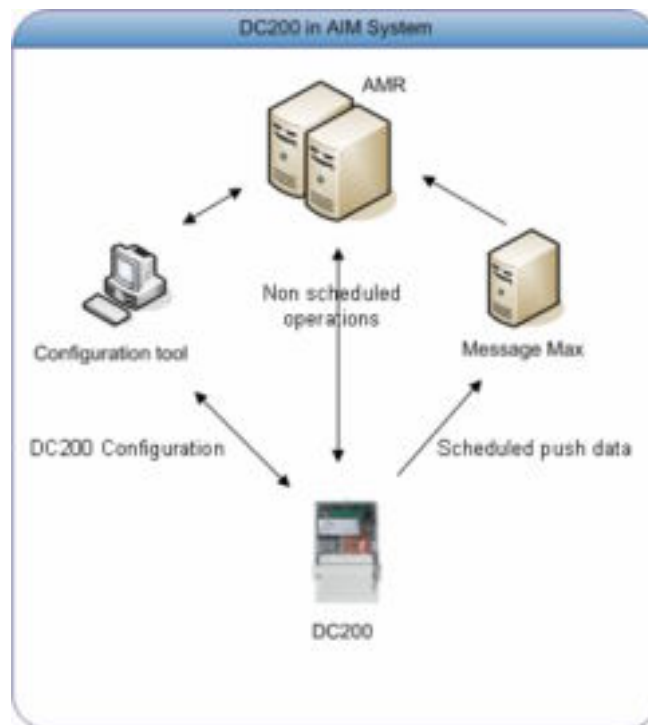 DC200 in AIM System
AMR
Non scheduled
operations
Configuration tool
Message Max
DC200 Configuration
Scheduled push data
DC200